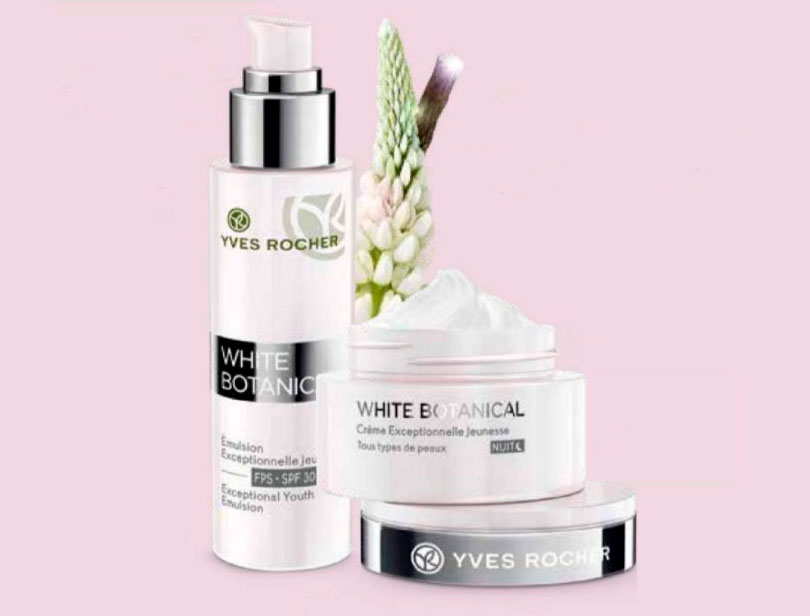 YVES ROCHER
WHITE
BOTANIC
Émulsion
Exceptionnelle Jeu
FPS • SPF 30
Exceptional Youth
Emulsion
WHITE BOTANICAL
Crème Exceptionnelle Jeunesse
Tous types de peaux
NUIT
YVES ROCHER